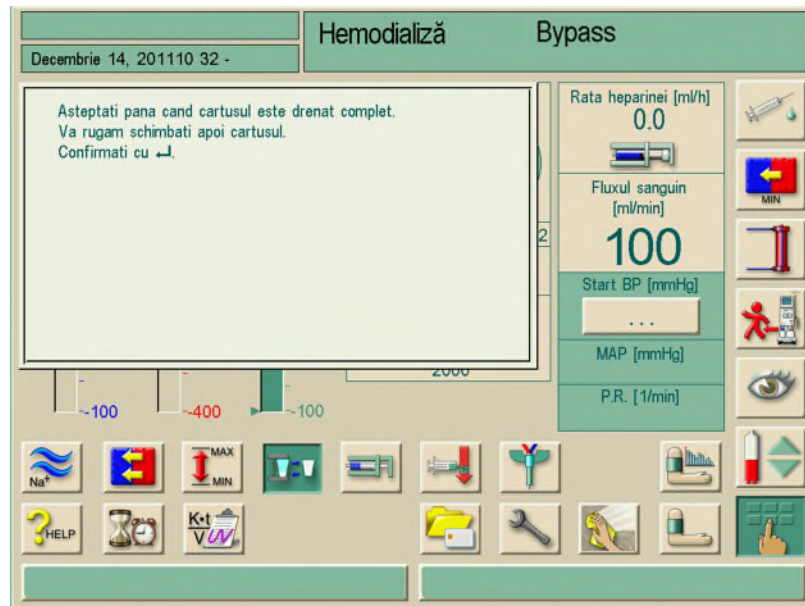 Hemodializă
Bypass
Decembrie 14, 201110 32 -
Asteptati pana cand cartusul este drenat complet.
Va rugam schimbati apoi cartusul.
Confirmati cu ↵.
Rata heparinei [ml/h]
0.0
Fluxul sanguin
[ml/min]
100
2
Start BP [mmHg]
...
MAP [mmHg]
P.R. [1/min]
2000
-100
-400
-100
MIN
Na+
MAX
MIN
HELP
K•t
V